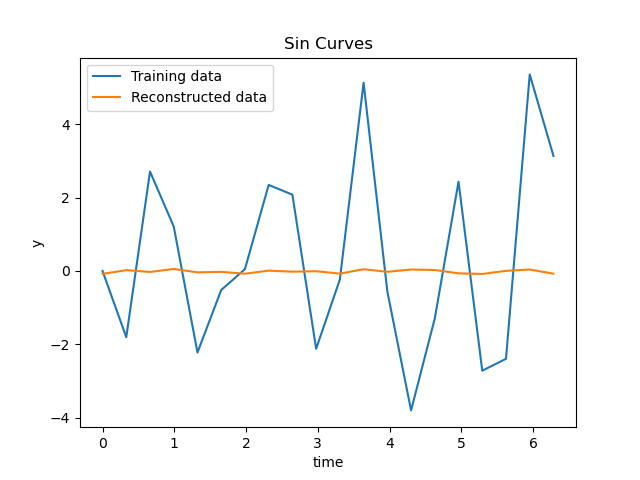 Sin Curves
Training data
Reconstructed data
4
2
0
−2
−4
y
0 1 2 3 4 5 6
time